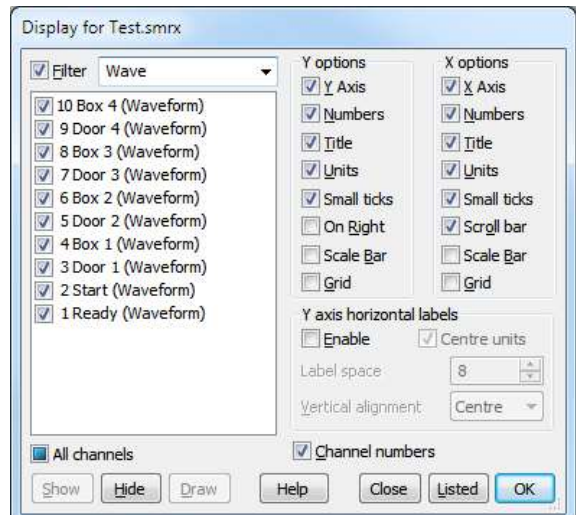 Display for Test.smrx
Filter Wave
10 Box 4 (Waveform)
9 Door 4 (Waveform)
8 Box 3 (Waveform)
7 Door 3 (Waveform)
6 Box 2 (Waveform)
5 Door 2 (Waveform)
4 Box 1 (Waveform)
3 Door 1 (Waveform)
2 Start (Waveform)
1 Ready (Waveform)
All channels
Show Hide Draw
Y options
Y Axis
Numbers
Title
Units
Small ticks
On Right
Scale Bar
Grid
X options
X Axis
Numbers
Title
Units
Small ticks
Scroll bar
Scale Bar
Grid
Y axis horizontal labels
Enable Centre units
Label space 8
Vertical alignment Centre
Channel numbers
Help Close Listed OK